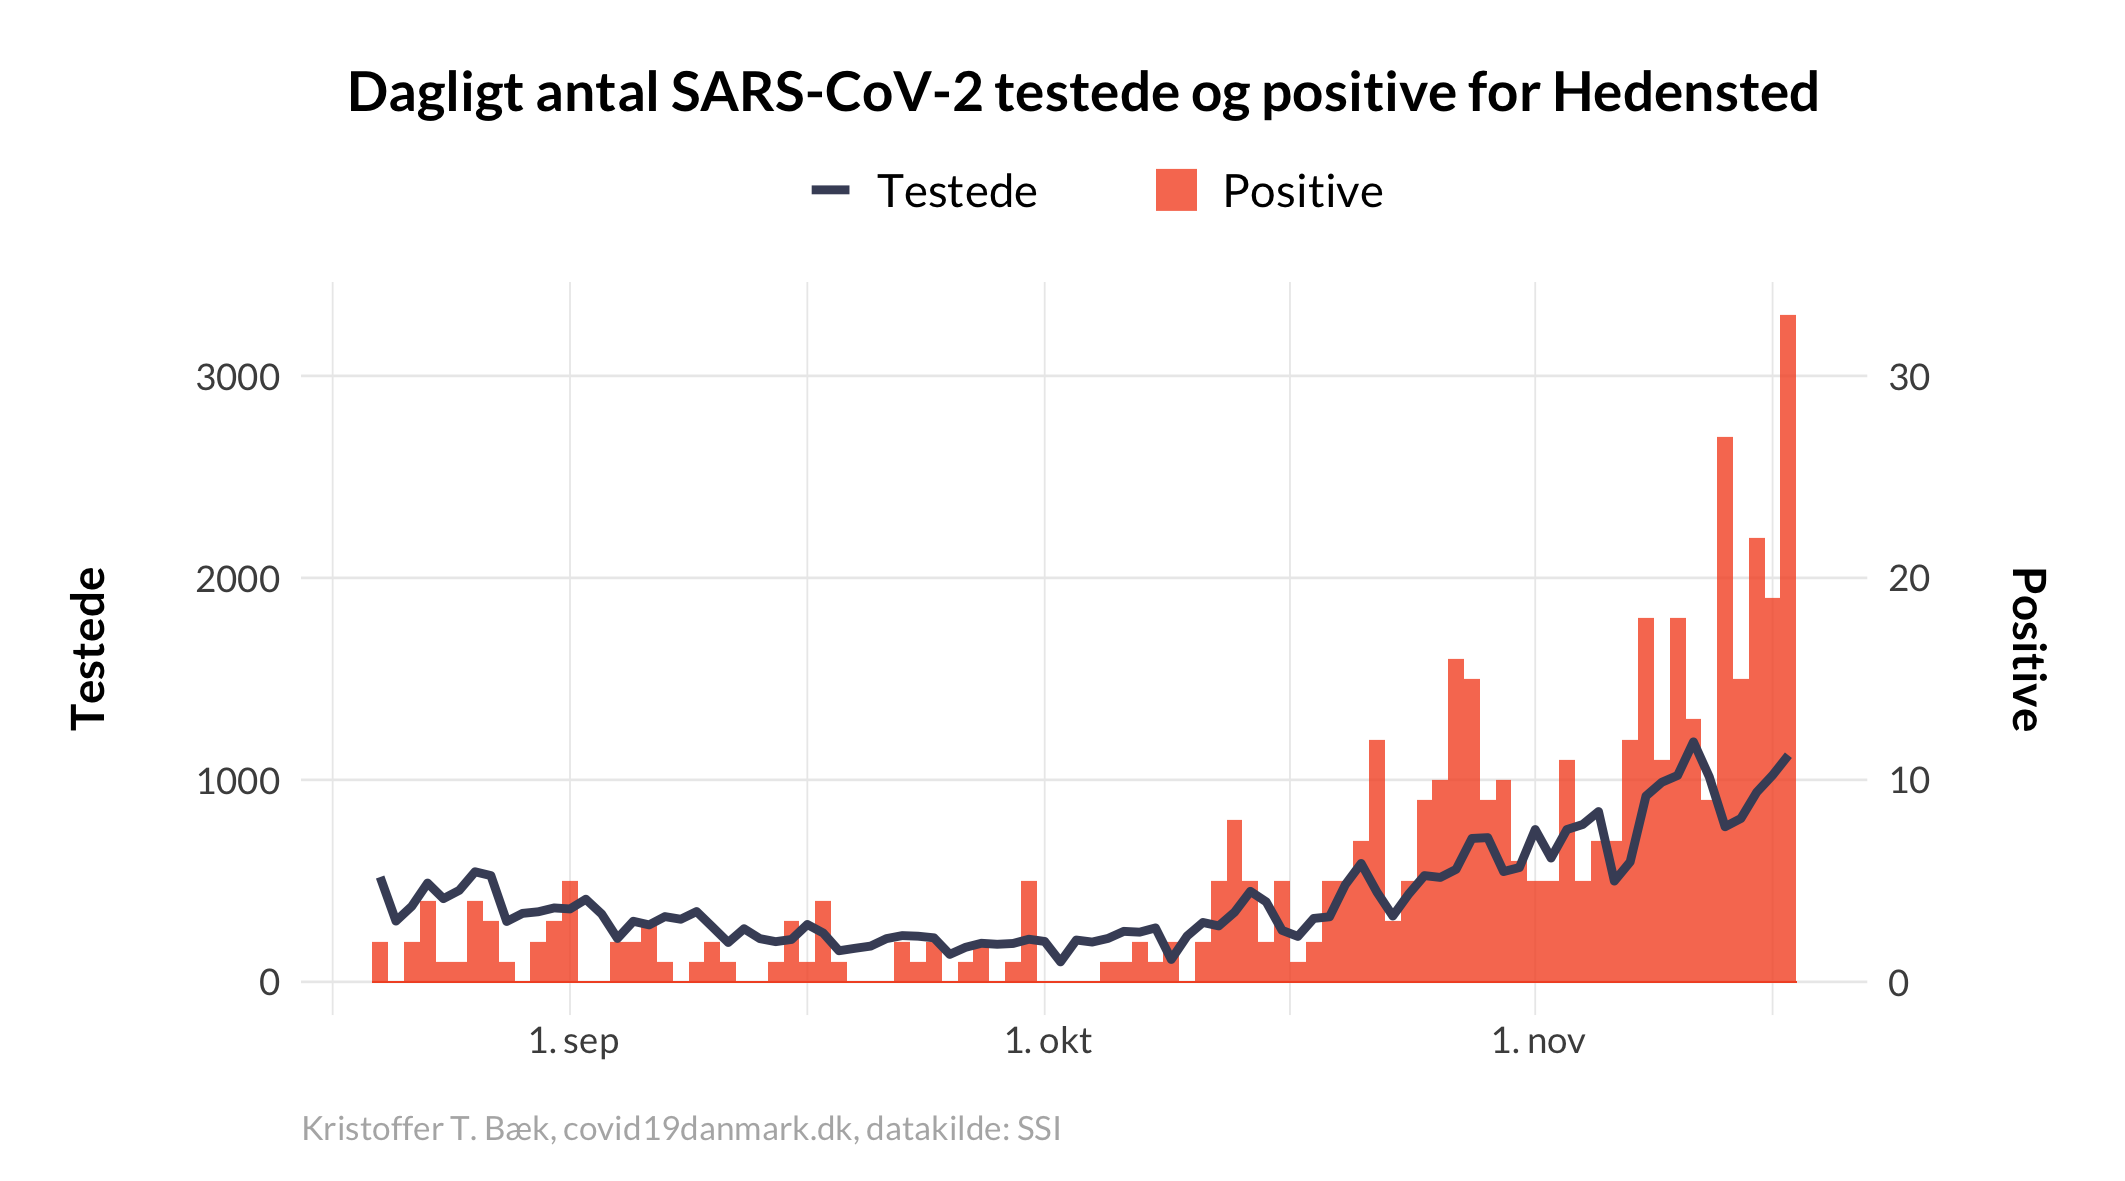 Dagligt antal SARS-CoV-2 testede og positive for Hedensted
Testede
Positive
3000
2000
1000
0
30
20
10
0
Testede
Positive
1. sep
1. okt
1. nov
Kristoffer T. Bæk, covid19danmark.dk, datakilde: SSI